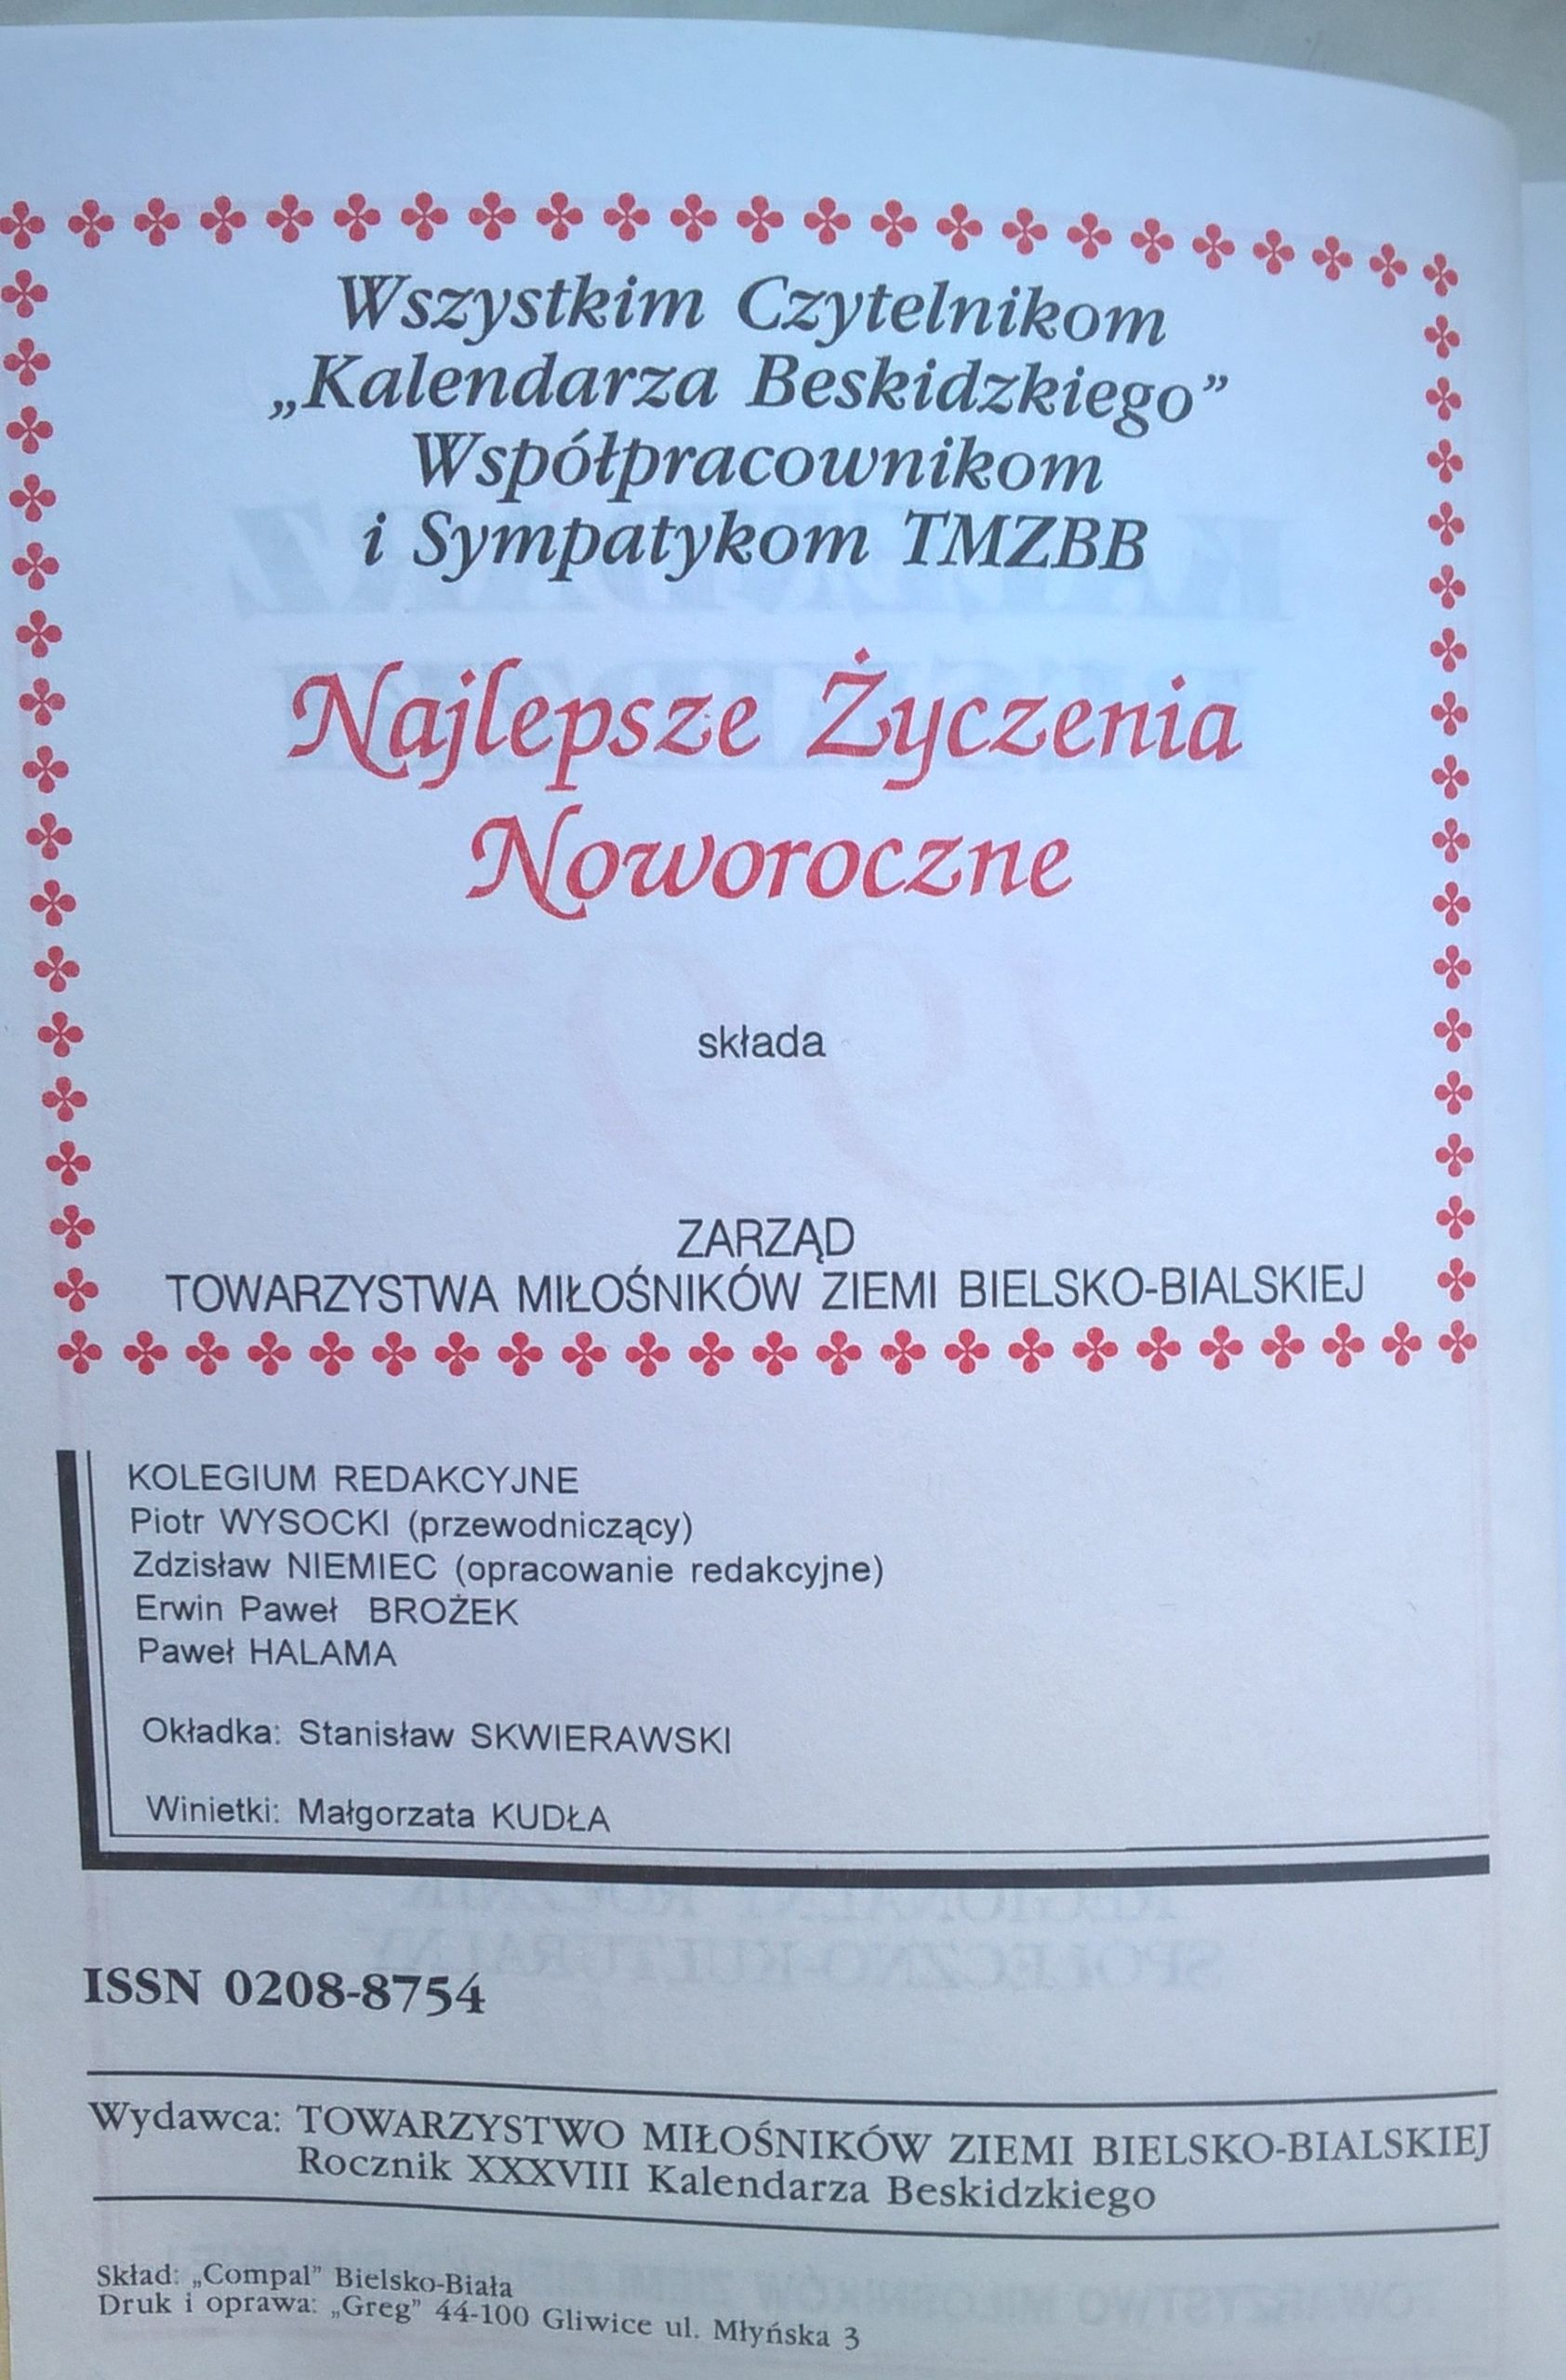 Wszystkim Czytelnikom
„Kalendarza Beskidzkiego”
Współpracownikom
i Sympatykom TMZBB
Najlepsze Życzenia
Noworoczne
składa
ZARZĄD
TOWARZYSTWA MIŁOŚNIKÓW ZIEMI BIELSKO-BIALSKIEJ
KOLEGIUM REDAKCYJNE
Piotr WYSOCKI (przewodniczący)
Zdzisław NIEMIEC (opracowanie redakcyjne)
Erwin Paweł BROŻEK
Paweł HALAMA
Okładka: Stanisław SKWIERAWSKI
Winietki: Małgorzata KUDŁA
ISSN 0208-8754
Wydawca: TOWARZYSTWO MIŁOŚNIKÓW ZIEMI BIELSKO-BIALSKIEJ
Rocznik XXXVIII Kalendarza Beskidzkiego
Skład: „Compal” Bielsko-Biała
Druk i oprawa: „Greg” 44-100 Gliwice ul. Młyńska 3